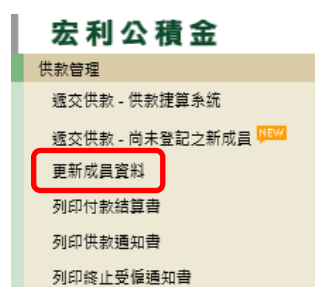 宏利公積金
供款管理
遞交供款 - 供款捷算系统
遞交供款 - 尚未登記之新成員 NEW
更新成員資料
列印付款結算書
列印供款通知書
列印終止受僱通知書